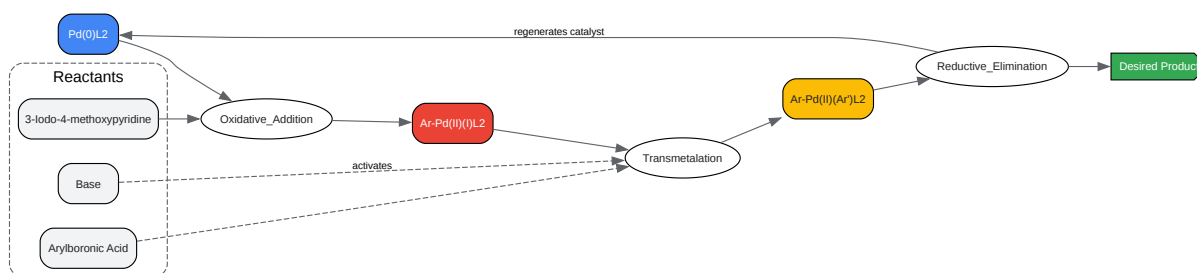 Pd(0)L2
regenerates catalyst
Reductive_Elimination
Desired Product
Reactants
3-Iodo-4-methoxypyridine
Oxidative_Addition
Ar-Pd(II)(I)L2
Ar-Pd(II)(Ar')L2
Transmetalation
activates
Base
Arylboronic Acid